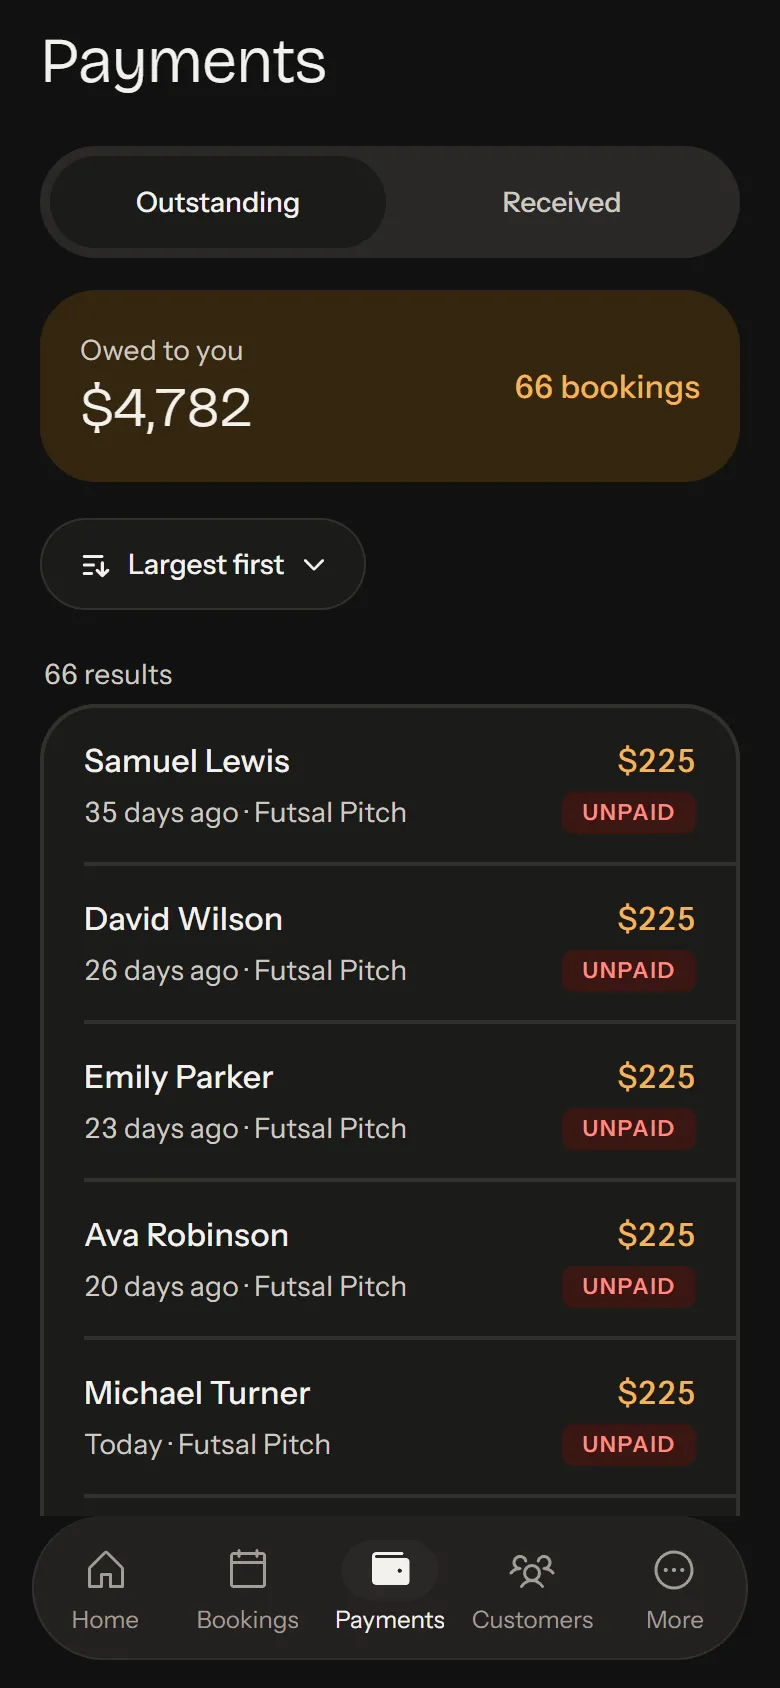 Payments
Outstanding Received
Owed to you
$4,782
66 bookings
Largest first
66 results
Samuel Lewis $225
35 days ago · Futsal Pitch UNPAID
David Wilson $225
26 days ago · Futsal Pitch UNPAID
Emily Parker $225
23 days ago · Futsal Pitch UNPAID
Ava Robinson $225
20 days ago · Futsal Pitch UNPAID
Michael Turner $225
Today · Futsal Pitch UNPAID
Home Bookings Payments Customers More